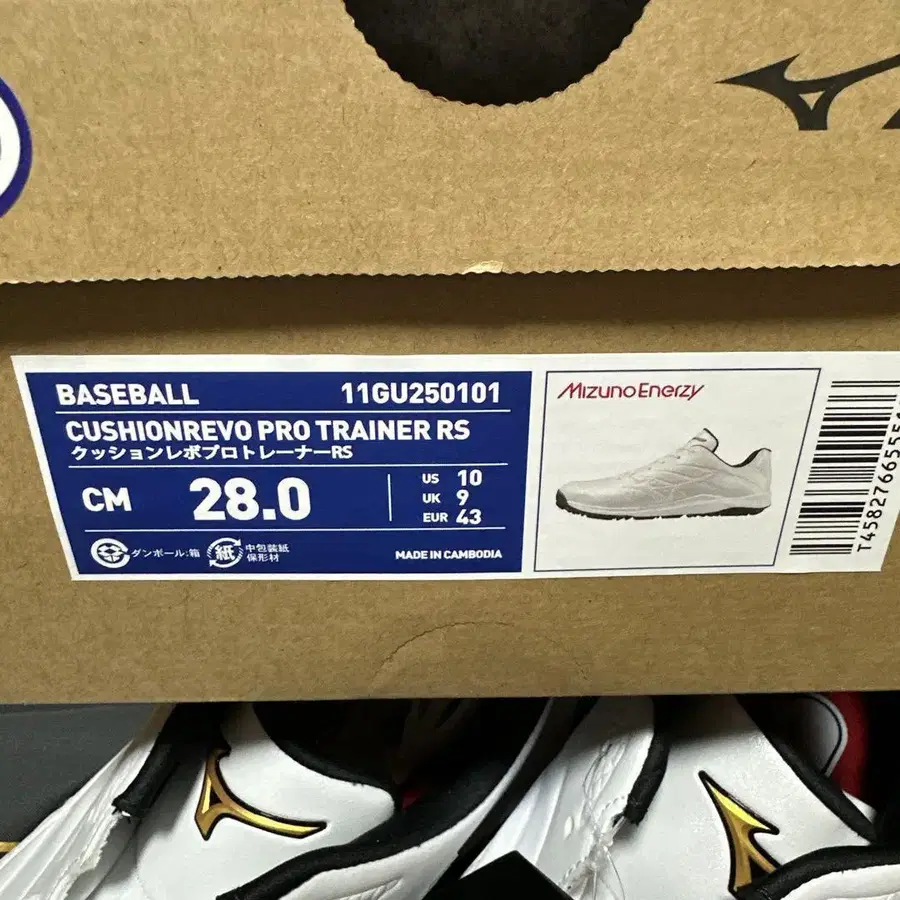 BASEBALL 11GU250101
CUSHIONREVO PRO TRAINER RS
クッションレボプロトレーナーRS
CM 28.0
US 10
UK 9
EUR 43
ダンボール:箱
紙
中包装紙
保形材
MADE IN CAMBODIA
MizunoEnerzy